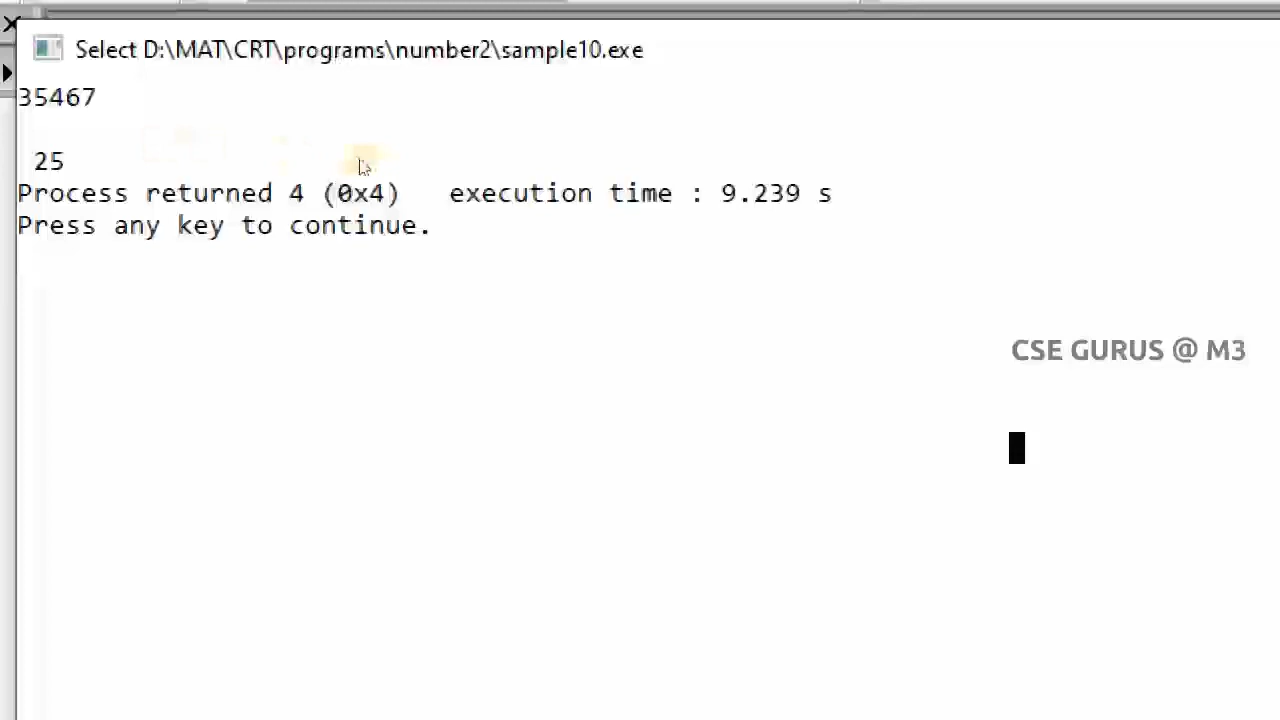 Select D:\MAT\CRT\programs\number2\sample10.exe
35467
25
Process returned 4 (0x4)   execution time : 9.239 s
Press any key to continue.
CSE GURUS @ M3